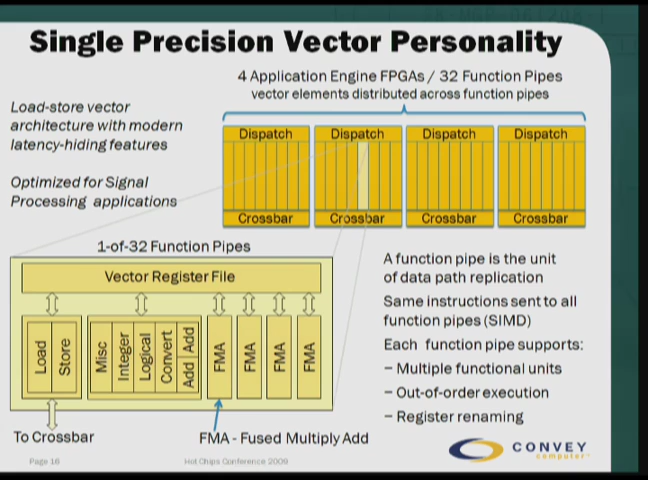 Single Precision Vector Personality
4 Application Engine FPGAs / 32 Function Pipes
vector elements distributed across function pipes
Load-store vector
architecture with modern
latency-hiding features
Optimized for Signal
Processing applications
Dispatch Dispatch Dispatch Dispatch
Crossbar Crossbar Crossbar Crossbar
1-of-32 Function Pipes
Vector Register File
Load
Store
Misc
Integer
Logical
Convert
Add Add
FMA
FMA
FMA
FMA
To Crossbar
FMA - Fused Multiply Add
A function pipe is the unit
of data path replication
Same instructions sent to all
function pipes (SIMD)
Each function pipe supports:
– Multiple functional units
– Out-of-order execution
– Register renaming
CONVEY
computer
Page 16
Hot Chips Conference 2009